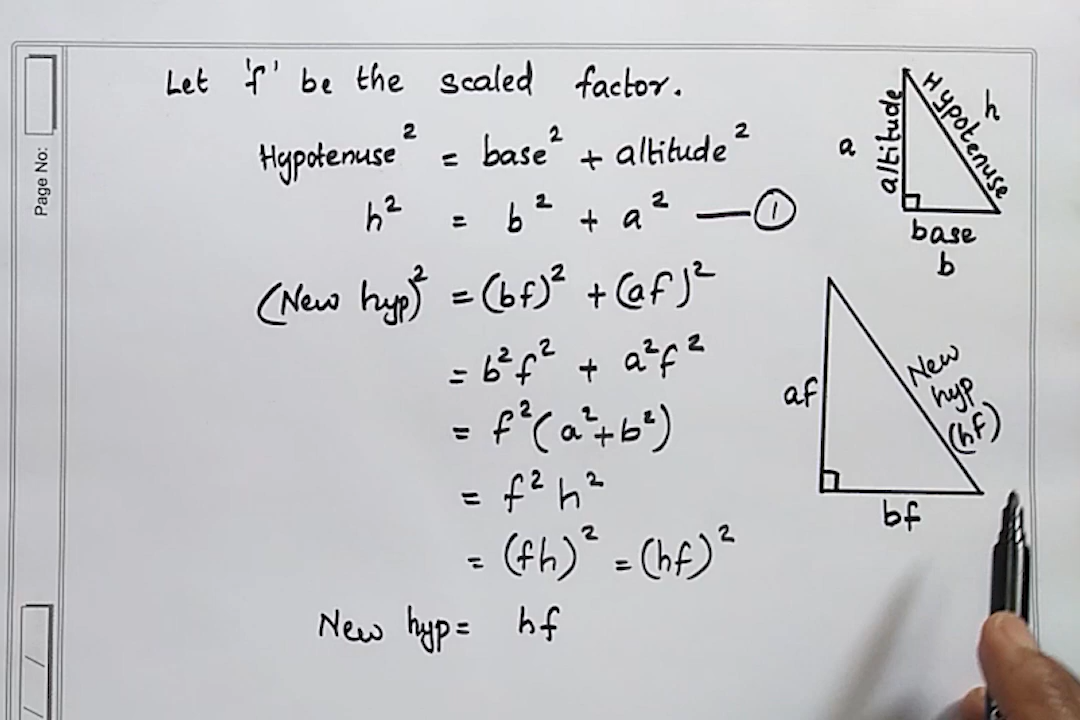 Page No:
Let 'f' be the scaled factor.
Hypotenuse² = base² + altitude²
h² = b² + a² — ①
(New hyp)² = (bf)² + (af)²
= b²f² + a²f²
= f²(a²+b²)
= f² h²
= (fh)² = (hf)²
New hyp = hf
a
altitude
Hypotenuse
h
base
b
af
New
hyp
(hf)
bf